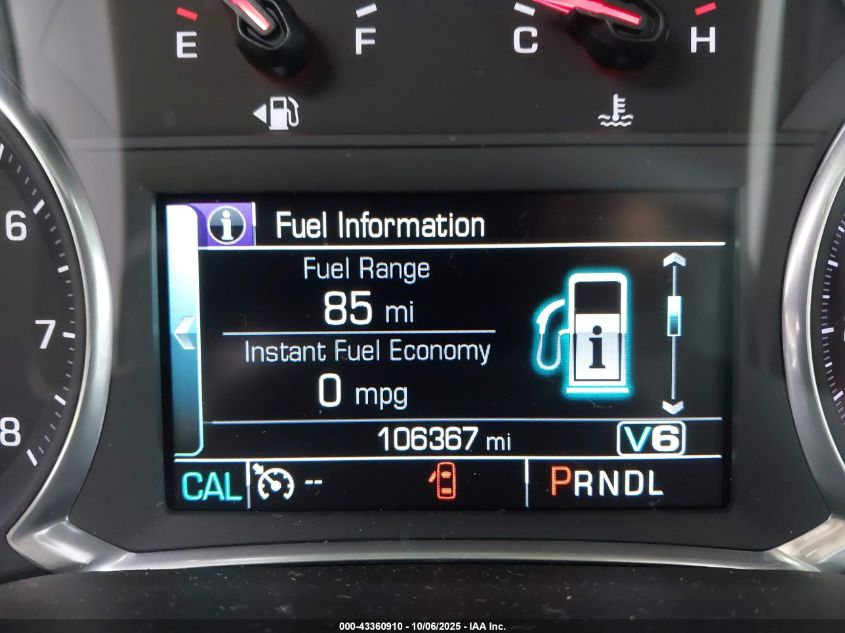 E F C H
6
7
8
Fuel Information
Fuel Range
85 mi
Instant Fuel Economy
0 mpg
106367 mi V6
CAL -- PRNDL
000-43360910 - 10/06/2025 - IAA Inc.